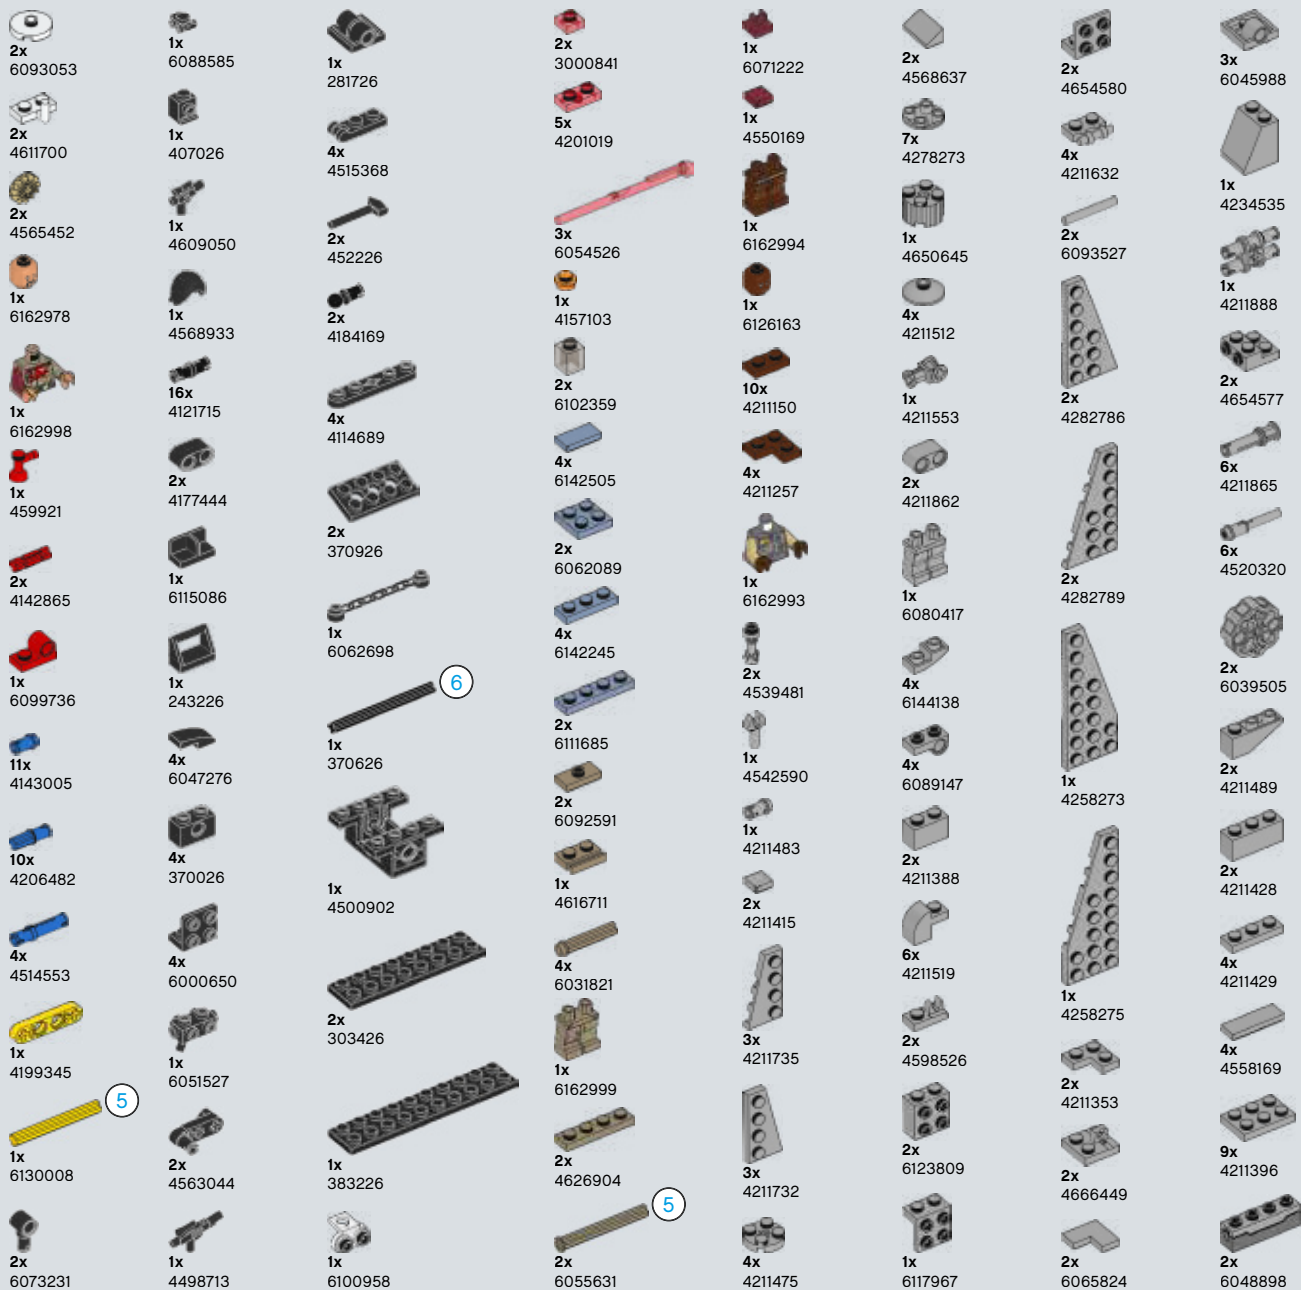 2x
6093053
2x
4611700
2x
4565452
1x
6162978
1x
6162998
1x
459921
2x
4142865
1x
6099736
11x
4143005
10x
4206482
4x
4514553
1x
4199345
5
1x
6130008
2x
6073231
1x
6088585
1x
407026
1x
4609050
1x
4568933
16x
4121715
2x
4177444
1x
6115086
1x
243226
4x
6047276
4x
370026
4x
6000650
1x
6051527
2x
4563044
1x
4498713
1x
281726
4x
4515368
2x
452226
2x
4184169
4x
4114689
2x
370926
1x
6062698
6
1x
370626
1x
4500902
2x
303426
1x
383226
1x
6100958
2x
3000841
5x
4201019
3x
6054526
1x
4157103
2x
6102359
4x
6142505
2x
6062089
4x
6142245
2x
6111685
2x
6092591
1x
4616711
4x
6031821
1x
6162999
2x
4626904
5
2x
6055631
1x
6071222
1x
4550169
1x
6162994
1x
6126163
10x
4211150
4x
4211257
1x
6162993
2x
4539481
1x
4542590
1x
4211483
2x
4211415
3x
4211735
3x
4211732
4x
4211475
2x
4568637
7x
4278273
1x
4650645
4x
4211512
1x
4211553
2x
4211862
1x
6080417
4x
6144138
4x
6089147
2x
4211388
6x
4211519
2x
4598526
2x
6123809
1x
6117967
2x
4654580
4x
4211632
2x
6093527
2x
4282786
2x
4282789
1x
4258273
1x
4258275
2x
4211353
2x
4666449
2x
6065824
3x
6045988
1x
4234535
1x
4211888
2x
4654577
6x
4211865
6x
4520320
2x
6039505
2x
4211489
2x
4211428
4x
4211429
4x
4558169
9x
4211396
2x
6048898